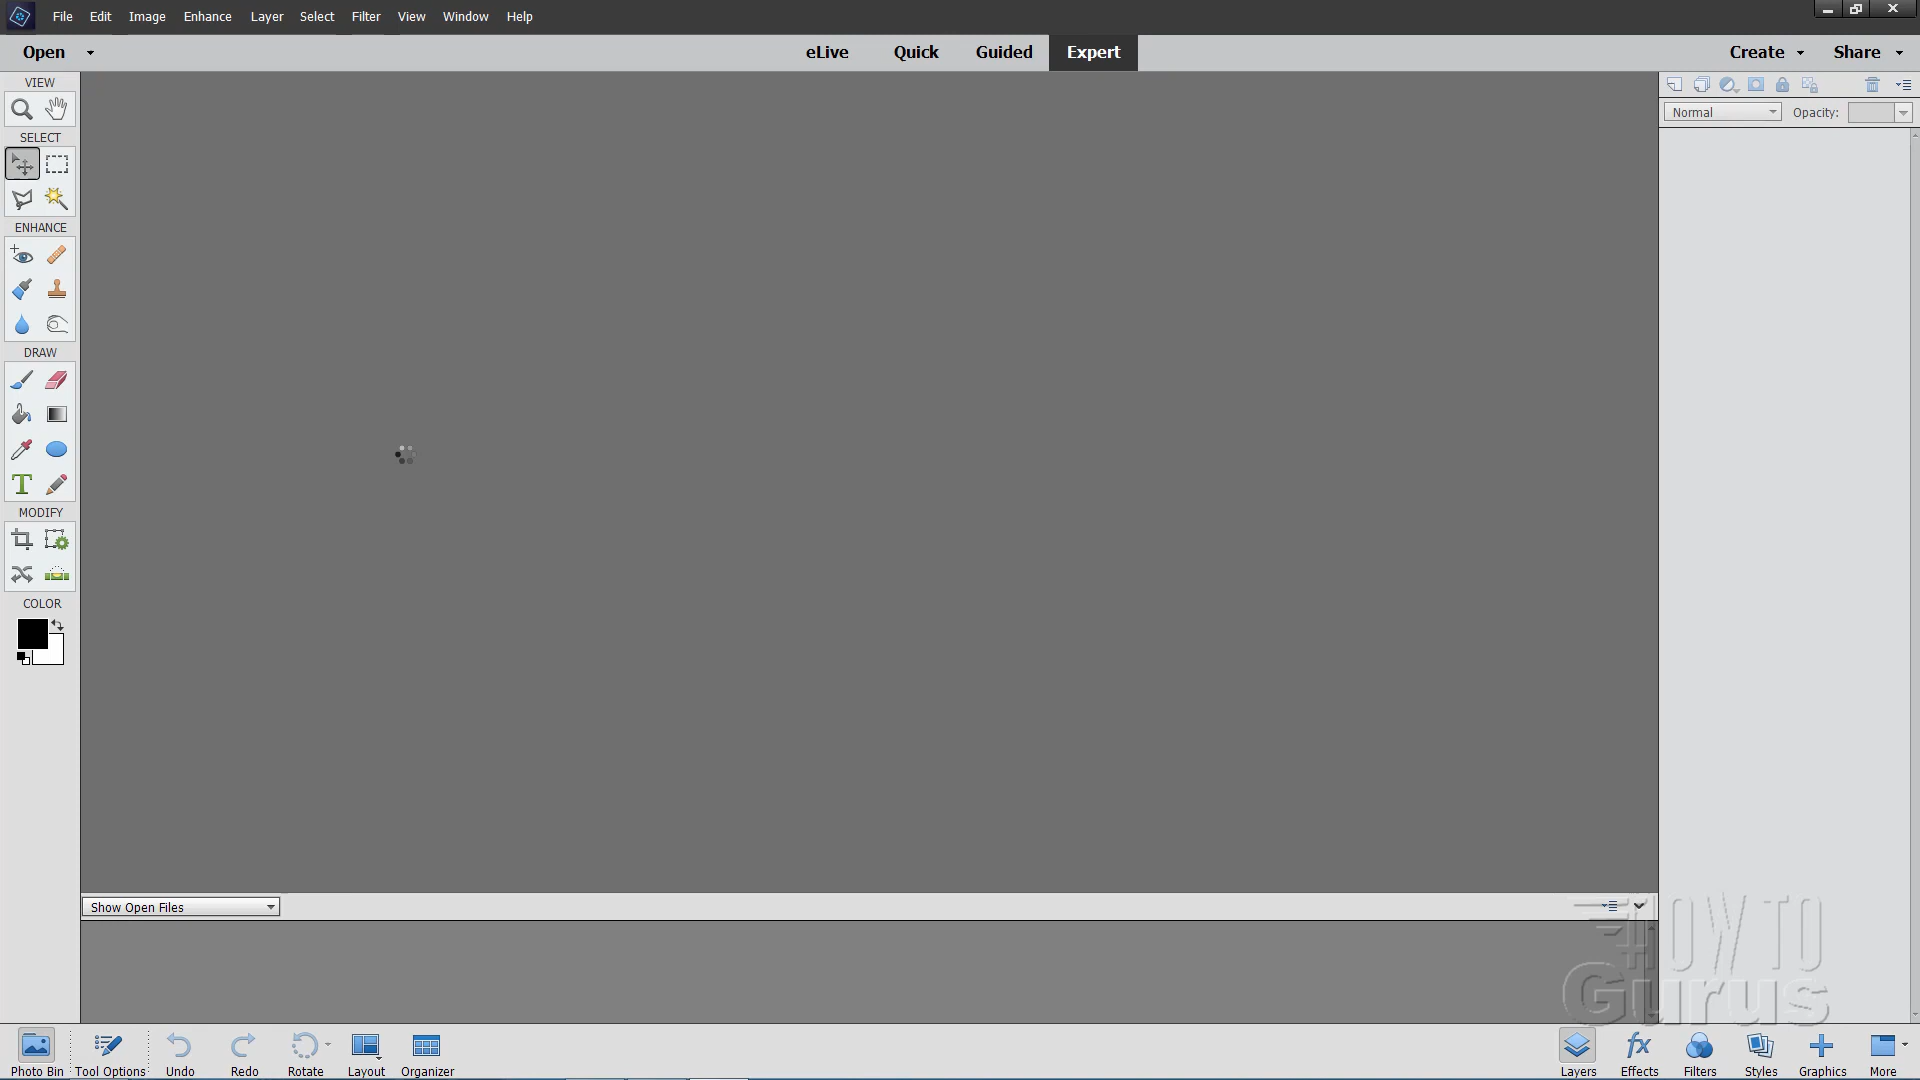 File Edit Image Enhance Layer Select Filter View Window Help
Open eLive Quick Guided Expert Create Share
VIEW
Normal Opacity:
SELECT
ENHANCE
DRAW
T
MODIFY
COLOR
Show Open Files
HOW TO
Gurus
fx
Photo Bin Tool Options Undo Redo Rotate Layout Organizer Layers Effects Filters Styles Graphics More